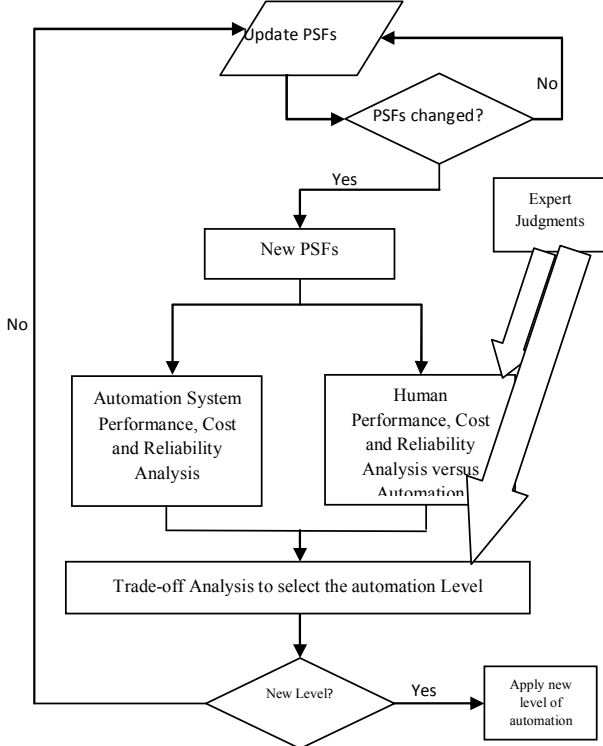 Update PSFs
PSFs changed?
No
Yes
Expert
Judgments
New PSFs
No
Automation System
Performance, Cost
and Reliability
Analysis
Human
Performance, Cost
and Reliability
Analysis versus
Automation
Trade-off Analysis to select the automation Level
New Level?
Yes
Apply new
level of
automation